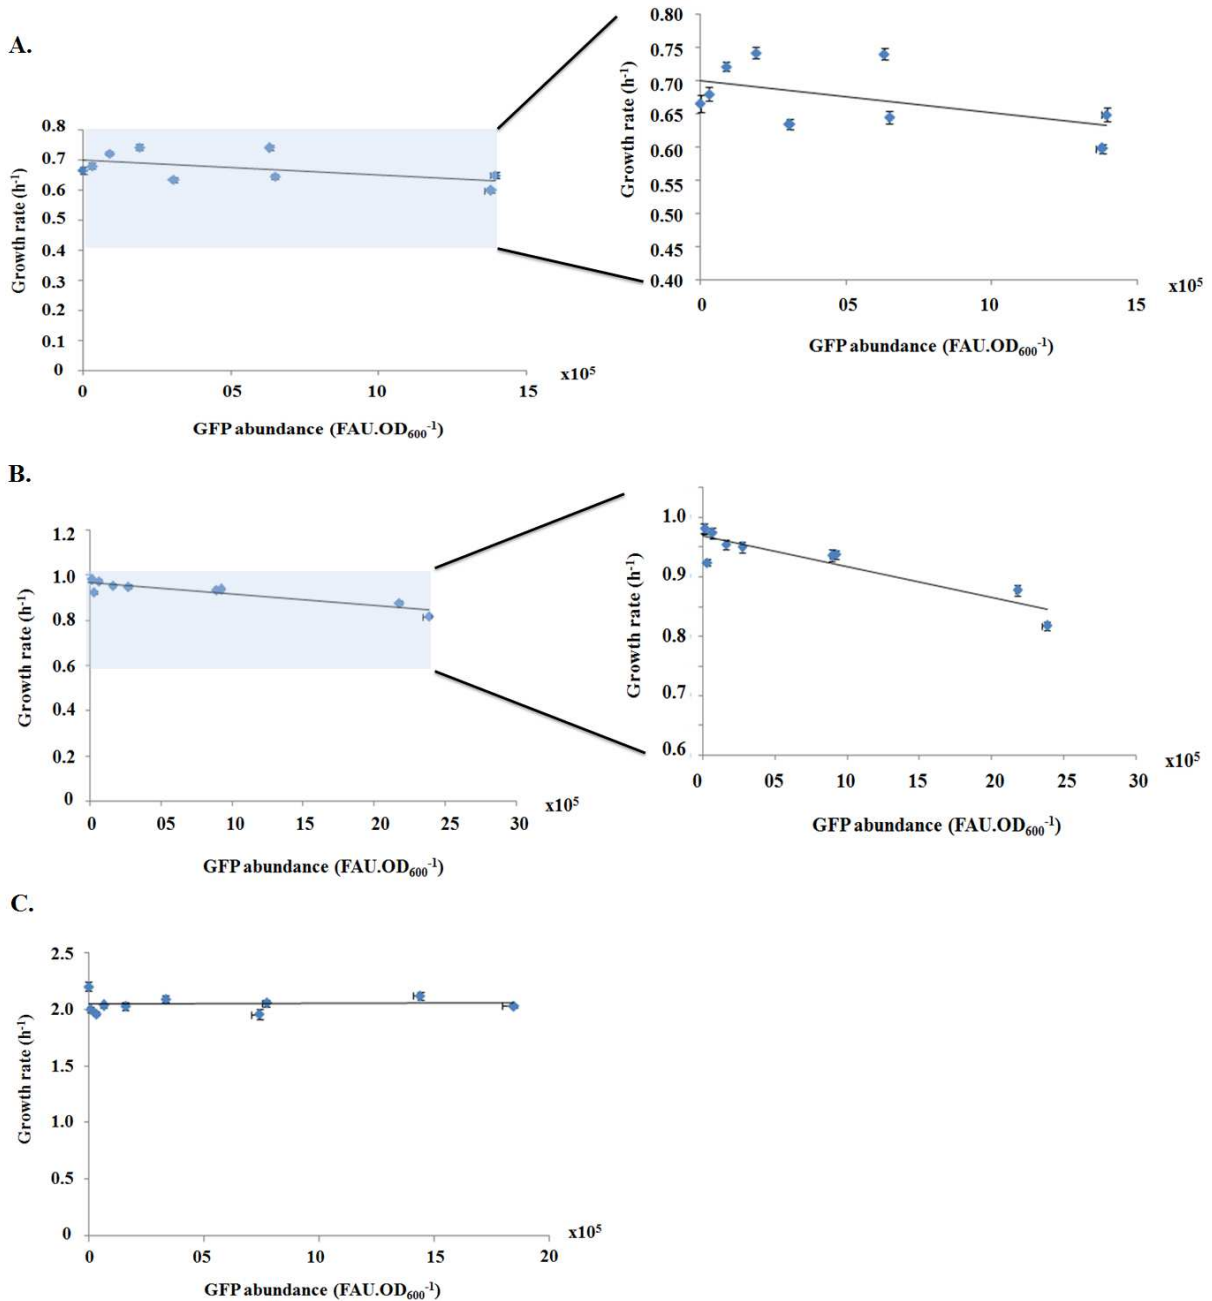 A.
Growth rate (h-1)
0.8
0.7
0.6
0.5
0.4
0.3
0.2
0.1
0
0 05 10 15
x105
GFP abundance (FAU.OD600-1)
Growth rate (h-1)
0.80
0.75
0.70
0.65
0.60
0.55
0.50
0.45
0.40
0 05 10 15
x105
GFP abundance (FAU.OD600-1)
B.
Growth rate (h-1)
1.2
1.0
0.8
0.6
0.4
0.2
0
0 10 20 30
x105
GFP abundance (FAU.OD600-1)
Growth rate (h-1)
1.0
0.9
0.8
0.7
0.6
0 05 10 15 20 25 30
x105
GFP abundance (FAU.OD600-1)
C.
Growth rate (h-1)
2.5
2.0
1.5
1.0
0.5
0
0 05 10 15 20
x105
GFP abundance (FAU.OD600-1)